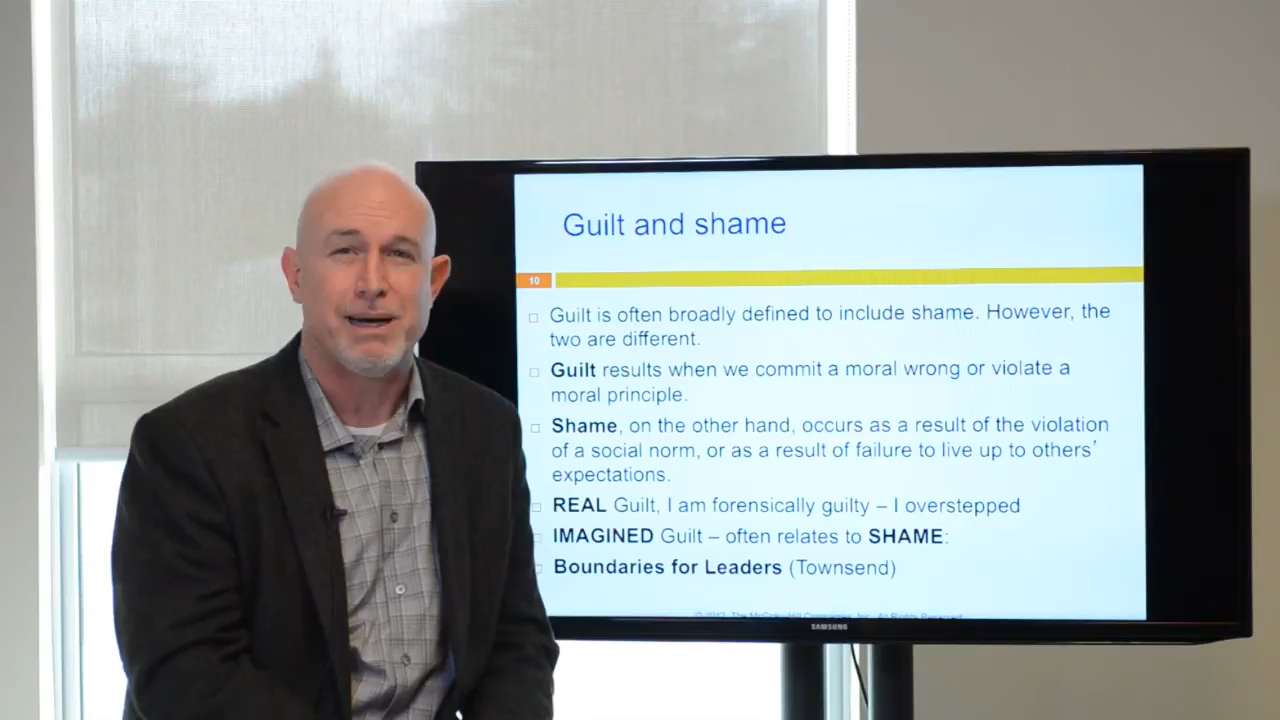 Guilt and shame
10
□ Guilt is often broadly defined to include shame. However, the
two are different.
□ Guilt results when we commit a moral wrong or violate a
moral principle.
□ Shame, on the other hand, occurs as a result of the violation
of a social norm, or as a result of failure to live up to others’
expectations.
□ REAL Guilt, I am forensically guilty – I overstepped
□ IMAGINED Guilt – often relates to SHAME:
□ Boundaries for Leaders (Townsend)
SAMSUNG